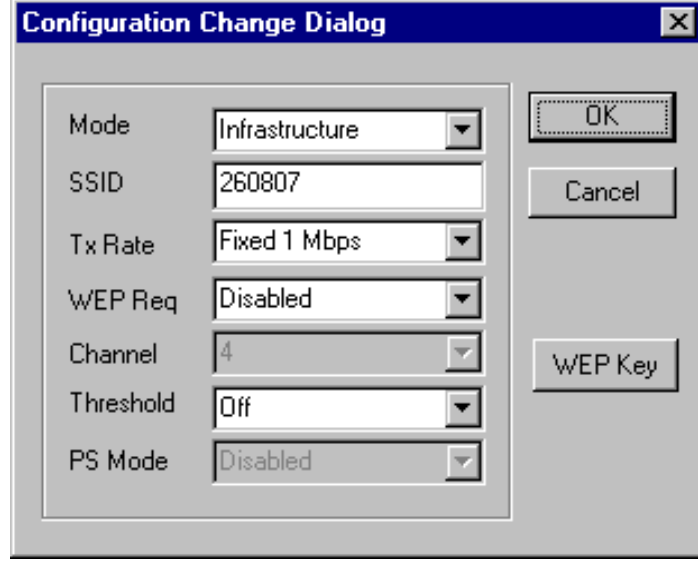 Configuration Change Dialog
Mode Infrastructure OK
SSID 260807 Cancel
Tx Rate Fixed 1 Mbps
WEP Req Disabled
Channel 4 WEP Key
Threshold Off
PS Mode Disabled